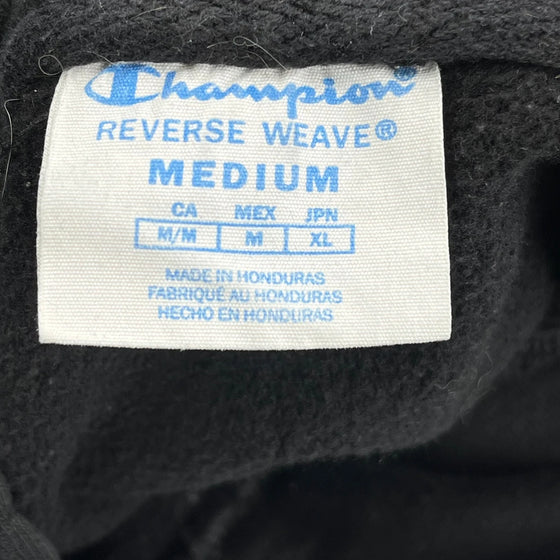 Champion®
REVERSE WEAVE®
MEDIUM
CA MEX JPN
M/M M XL
MADE IN HONDURAS
FABRIQUÉ AU HONDURAS
HECHO EN HONDURAS